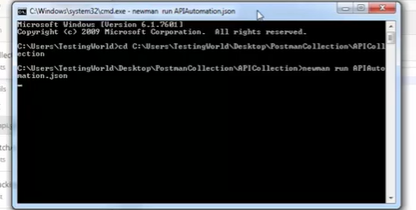 C:\Windows\system32\cmd.exe - newman run APIAutomation.json
Microsoft Windows [Version 6.1.7601]
Copyright (c) 2009 Microsoft Corporation. All rights reserved.
C:\Users\TestingWorld>cd C:\Users\TestingWorld\Desktop\PostmanCollection\APIColl
ection
C:\Users\TestingWorld\Desktop\PostmanCollection\APICollection>newman run APIAuto
mation.json